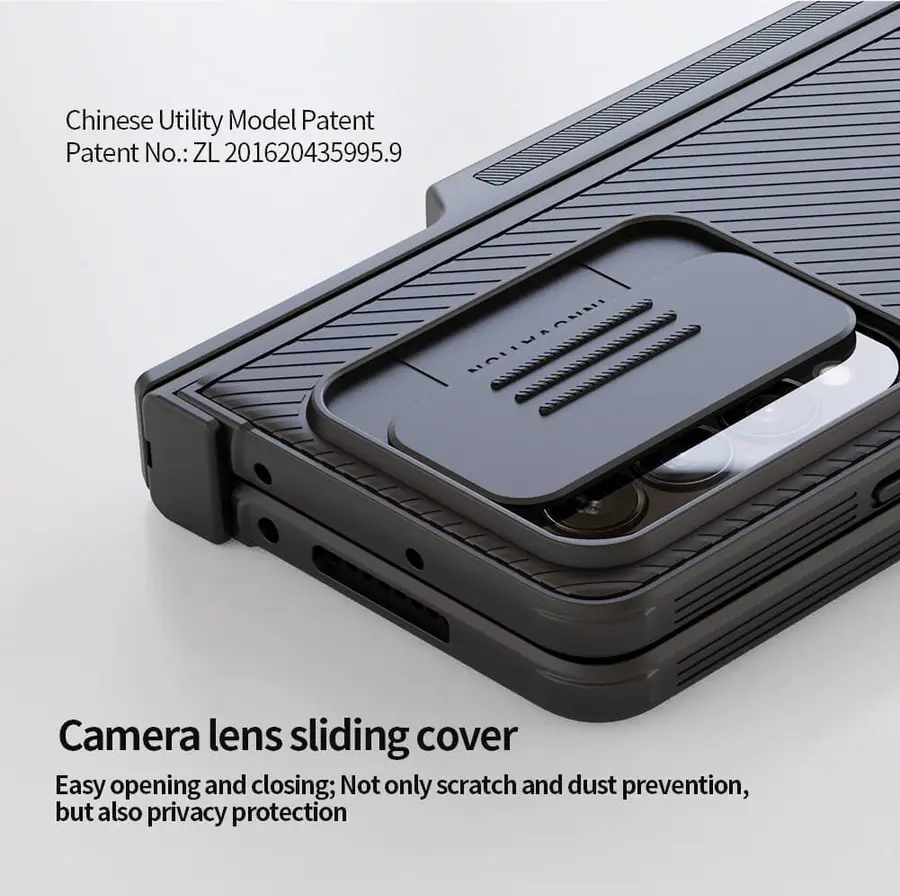 Chinese Utility Model Patent
Patent No.: ZL 201620435995.9
INNOVATION
Camera lens sliding cover
Easy opening and closing; Not only scratch and dust prevention,
but also privacy protection